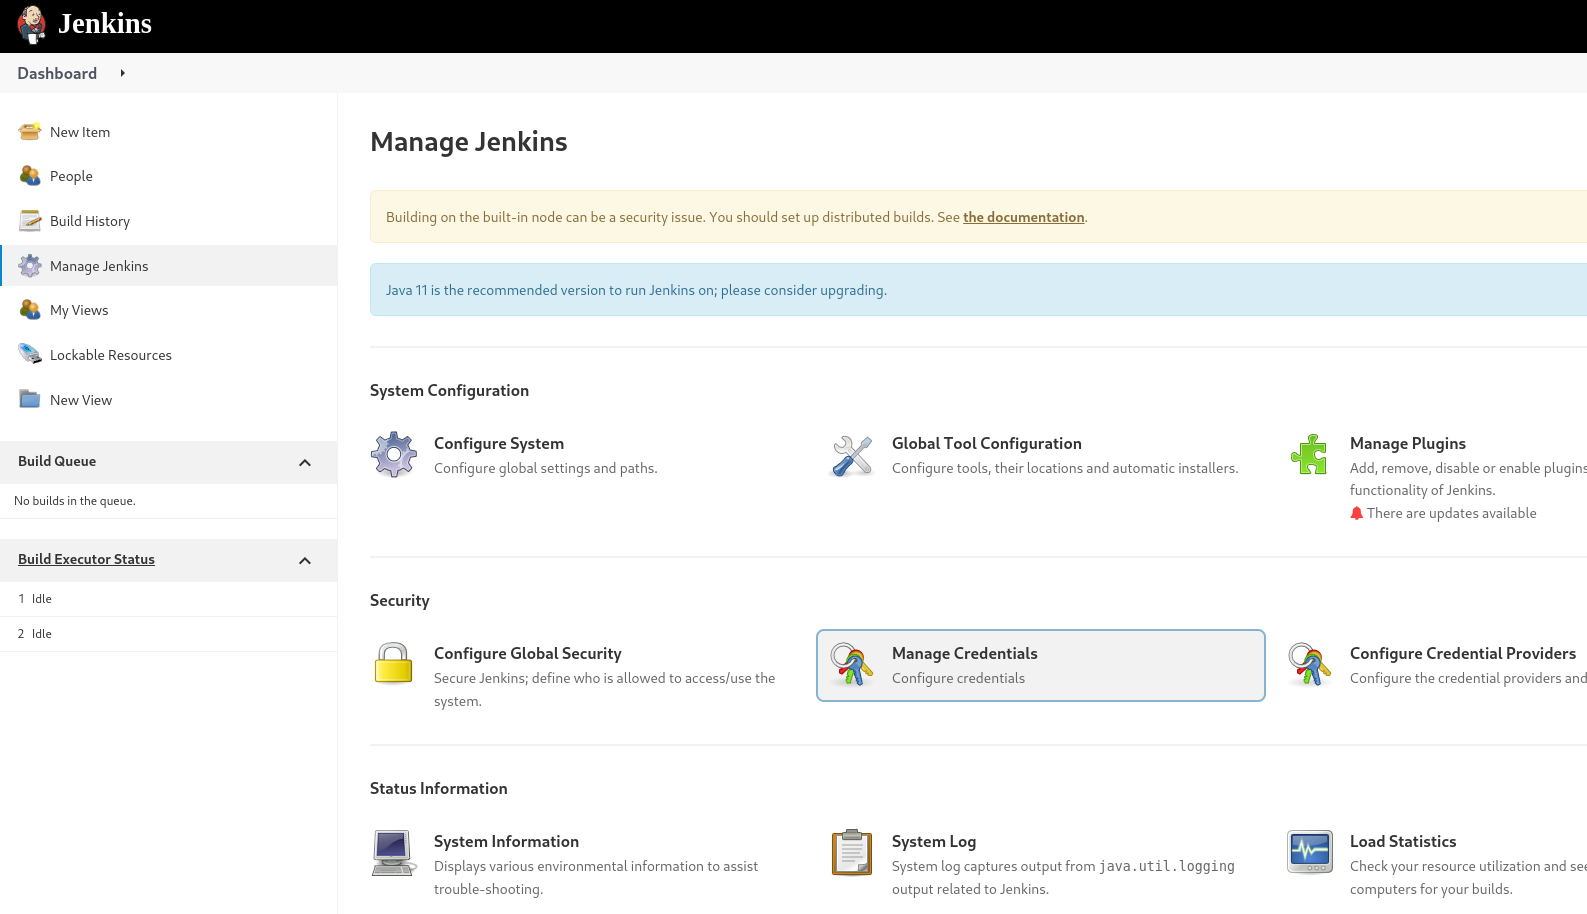 Jenkins
Dashboard
New Item
People
Build History
Manage Jenkins
My Views
Lockable Resources
New View
Build Queue
No builds in the queue.
Build Executor Status
1 Idle
2 Idle
Manage Jenkins
Building on the built-in node can be a security issue. You should set up distributed builds. See the documentation.
Java 11 is the recommended version to run Jenkins on; please consider upgrading.
System Configuration
Configure System
Configure global settings and paths.
Global Tool Configuration
Configure tools, their locations and automatic installers.
Manage Plugins
Add, remove, disable or enable plugins
functionality of Jenkins.
There are updates available
Security
Configure Global Security
Secure Jenkins; define who is allowed to access/use the
system.
Manage Credentials
Configure credentials
Configure Credential Providers
Configure the credential providers and
Status Information
System Information
Displays various environmental information to assist
trouble-shooting.
System Log
System log captures output from java.util.logging
output related to Jenkins.
Load Statistics
Check your resource utilization and see
computers for your builds.